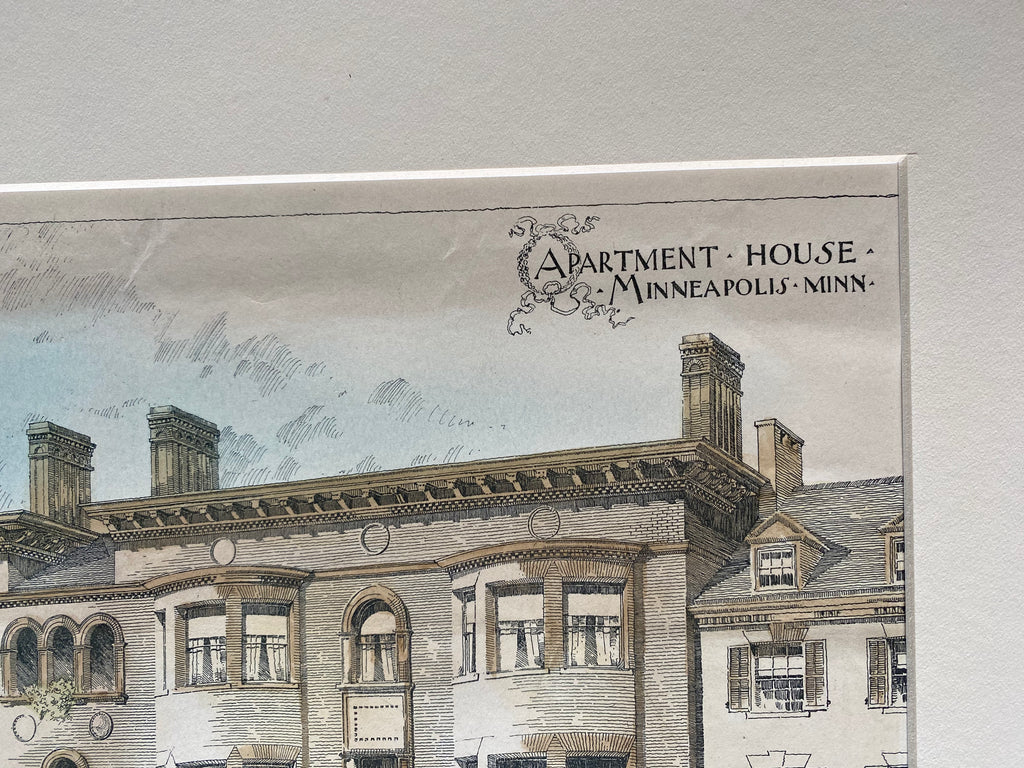 APARTMENT · HOUSE ·
· MINNEAPOLIS · MINN ·